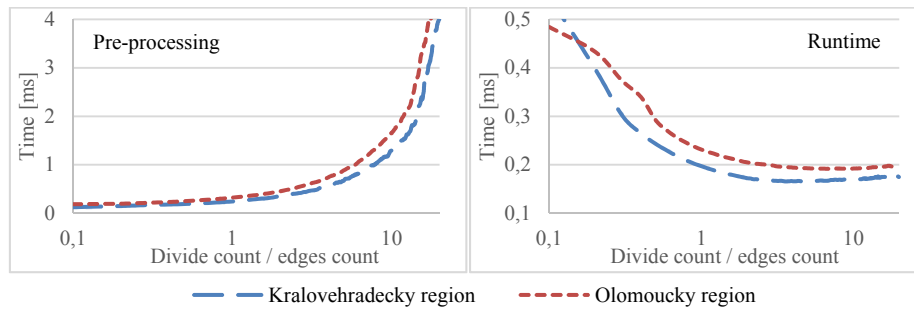 Pre-processing
Time [ms]
4
3
2
1
0
0,1
1
10
Divide count / edges count
Runtime
Time [ms]
0,5
0,4
0,3
0,2
0,1
0,1
1
10
Divide count / edges count
Kralovehradecky region
Olomoucky region